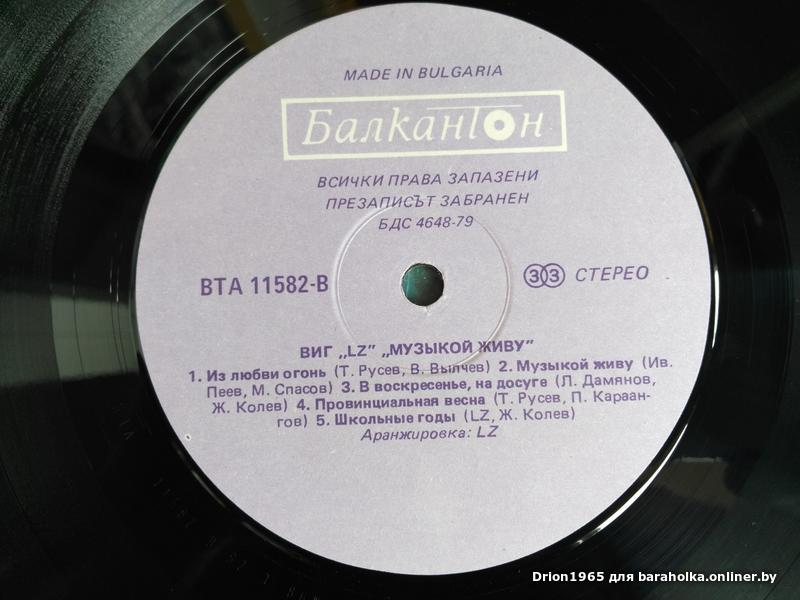 MADE IN BULGARIA
Балкантон
ВСИЧКИ ПРАВА ЗАПАЗЕНИ
ПРЕЗАПИСЪТ ЗАБРАНЕН
БДС 4648-79
ВТА 11582-В
33 СТЕРЕО
ВИГ „LZ” „МУЗЫКОЙ ЖИВУ”
1. Из любви огонь (Т. Русев, В. Вылчев) 2. Музыкой живу (Ив.
Пеев, М. Спасов) 3. В воскресенье, на досуге (Л. Дамянов,
Ж. Колев) 4. Провинциальная весна (Т. Русев, П. Караан-
гов) 5. Школьные годы (LZ, Ж. Колев)
Аранжировка: LZ
Drion1965 для baraholka.onliner.by